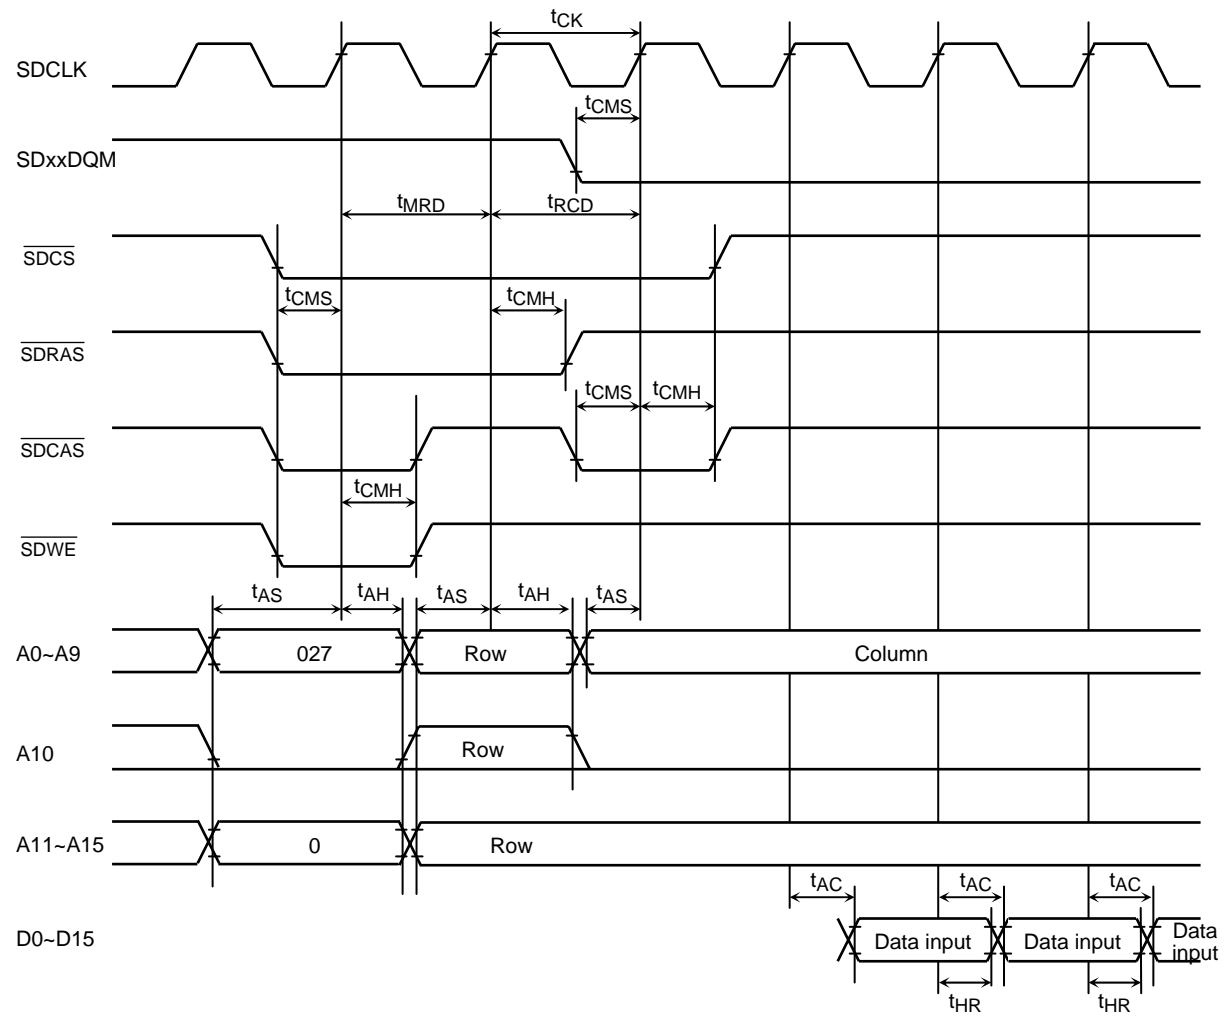 tCK
SDCLK
tCMS
SDxxDQM
tMRD tRCD
SDCS
tCMS tCMH
SDRAS
tCMS tCMH
SDCAS
tCMH
SDWE
tAS tAH tAS tAH tAS
A0~A9 027 Row Column
A10 Row
A11~A15 0 Row
tAC tAC tAC
D0~D15 Data input Data input Data input
tHR tHR